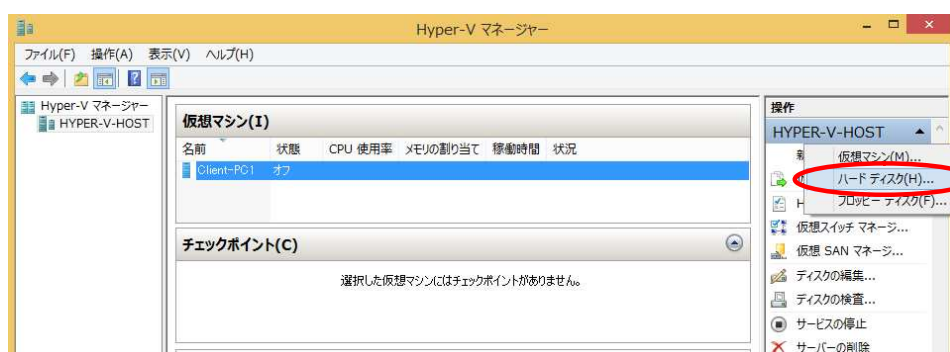 Hyper-V マネージャー
ファイル(F) 操作(A) 表示(V) ヘルプ(H)
Hyper-V マネージャー
HYPER-V-HOST
仮想マシン(I)
名前 状態 CPU 使用率 メモリの割り当て 稼働時間 状況
Client-PC1 オフ
チェックポイント(C)
選択した仮想マシンにはチェックポイントがありません。
操作
HYPER-V-HOST
仮想マシン(M)...
ハード ディスク(H)...
フロッピー ディスク(F)...
仮想スイッチ マネージ...
仮想 SAN マネージ...
ディスクの編集...
ディスクの検査...
サービスの停止
サーバーの削除